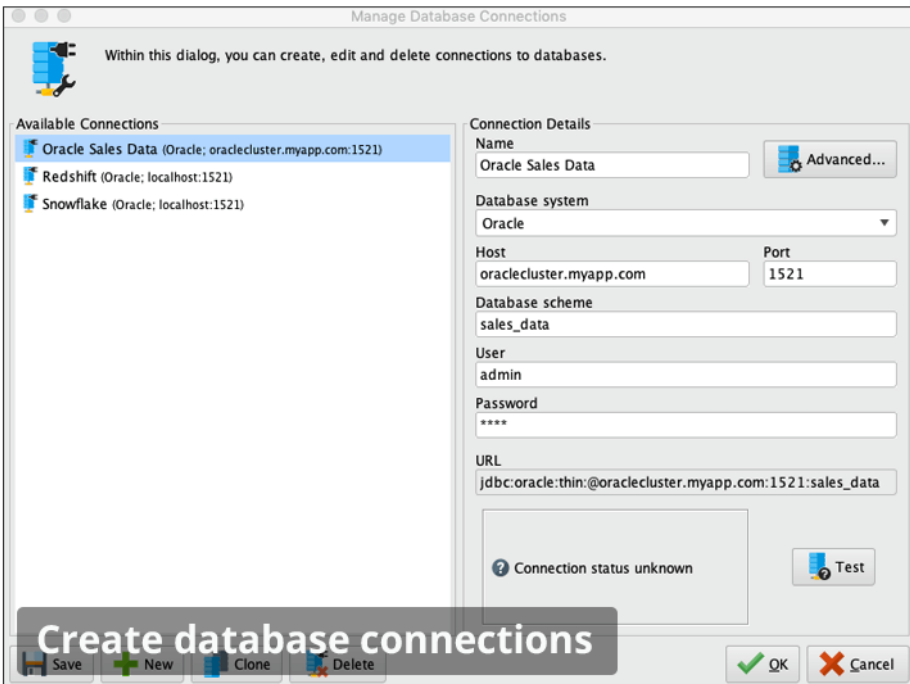 Manage Database Connections
Within this dialog, you can create, edit and delete connections to databases.
Available Connections
Oracle Sales Data (Oracle; oraclecluster.myapp.com:1521)
Redshift (Oracle; localhost:1521)
Snowflake (Oracle; localhost:1521)
Connection Details
Name
Oracle Sales Data
Advanced...
Database system
Oracle
Host Port
oraclecluster.myapp.com 1521
Database scheme
sales_data
User
admin
Password
****
URL
jdbc:oracle:thin:@oraclecluster.myapp.com:1521:sales_data
Connection status unknown
Test
Create database connections
Save New Clone Delete OK Cancel